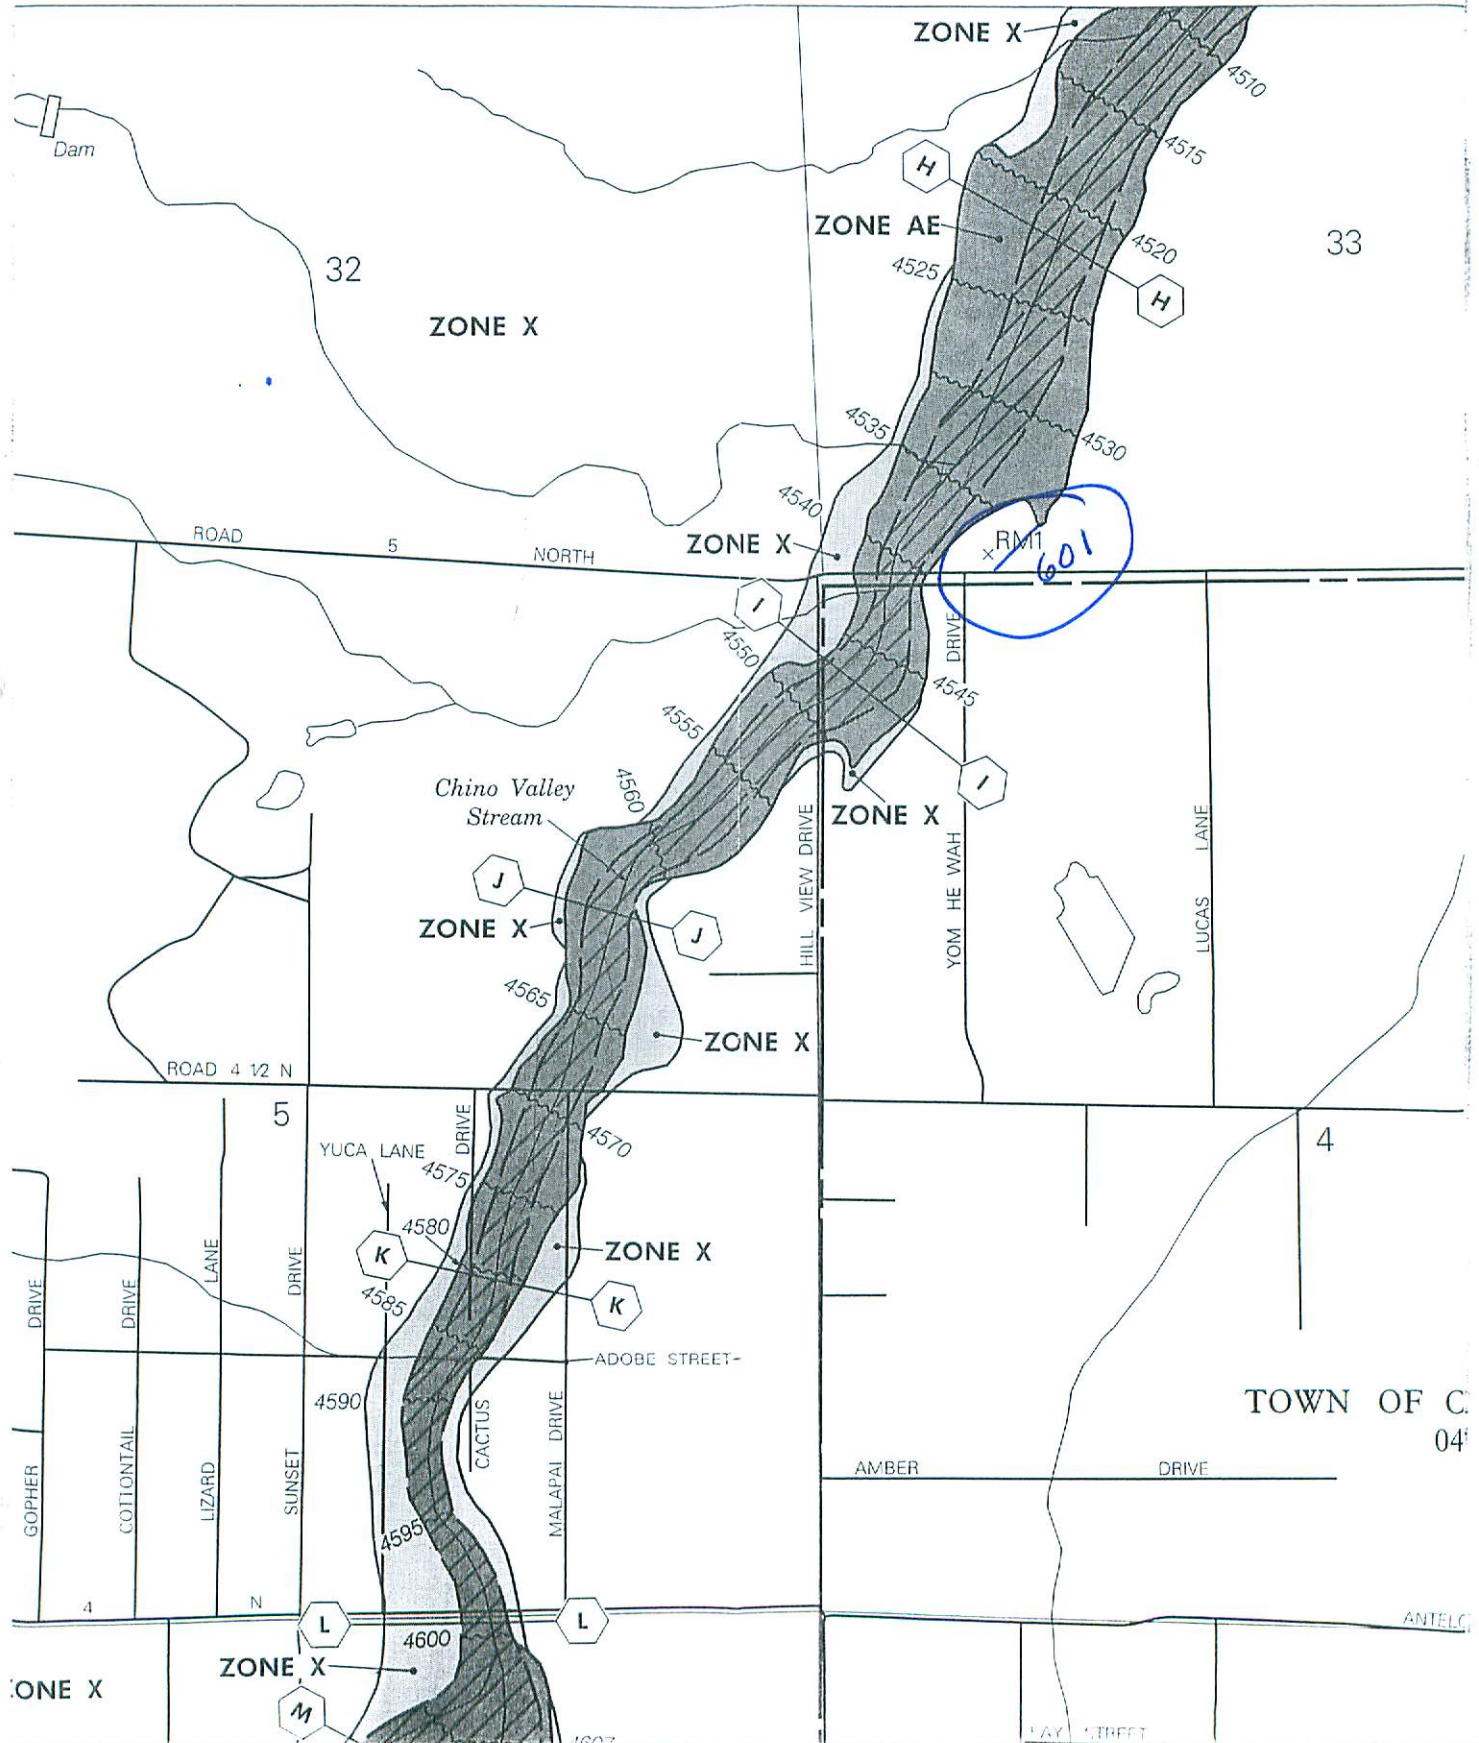 ZONE X
4510
Dam
4515
H
ZONE AE
4520
33
4525
32
H
ZONE X
4535
4530
4540
ROAD 5 NORTH
ZONE X
RM1
601
I
4550
DRIVE
4545
4555
4560
Chino Valley
Stream
I
ZONE X
J
ZONE X
J
HILL VIEW DRIVE
YOM HE WAH
LUCAS LANE
4565
ZONE X
ROAD 4 1/2 N
5
DRIVE
4570
4
YUCA LANE
4575
4580
K
ZONE X
4585
K
DRIVE
DRIVE
LANE
DRIVE
ADOBE STREET
4590
TOWN OF C
04
GOPHER
COTTONTAIL
LIZARD
SUNSET
CACTUS
MALAPAI DRIVE
AMBER DRIVE
4595
4 N
L
L
4600
ANTELO
ZONE X
ZONE X
M
4607